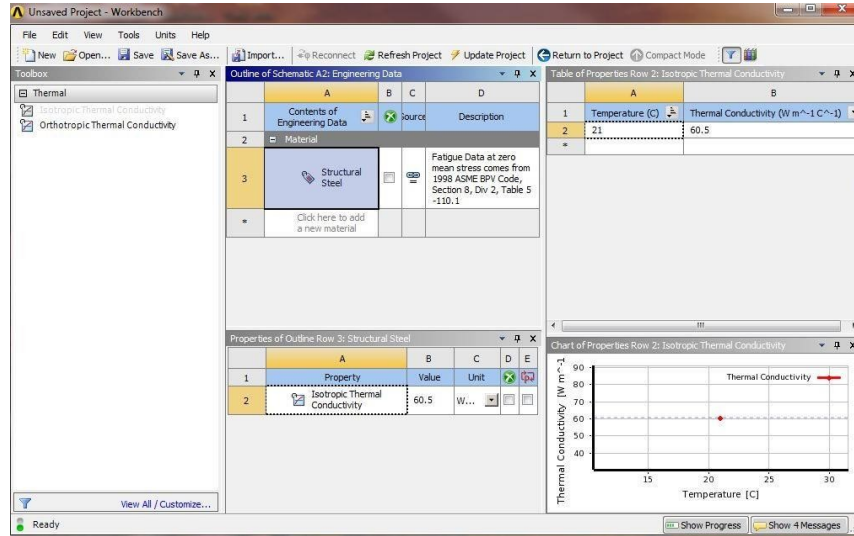 Unsaved Project - Workbench
File Edit View Tools Units Help
New Open... Save Save As... Import... Reconnect Refresh Project Update Project Return to Project Compact Mode
Toolbox
Thermal
Isotropic Thermal Conductivity
Orthotropic Thermal Conductivity
View All / Customize...
Outline of Schematic A2: Engineering Data
A B C D
1 Contents of Engineering Data Source Description
2 Material
3 Structural Steel
Fatigue Data at zero
mean stress comes from
1998 ASME BPV Code,
Section 8, Div 2, Table 5
-110.1
* Click here to add
a new material
Properties of Outline Row 3: Structural Steel
A B C D E
1 Property Value Unit
2 Isotropic Thermal Conductivity 60.5 W...
Table of Properties Row 2: Isotropic Thermal Conductivity
A B
1 Temperature (C) Thermal Conductivity (W m^-1 C^-1)
2 21 60.5
*
Chart of Properties Row 2: Isotropic Thermal Conductivity
Thermal Conductivity [W m^-1
90
80
70
60
50
40
Thermal Conductivity
15 20 25 30
Temperature [C]
Ready
Show Progress Show 4 Messages